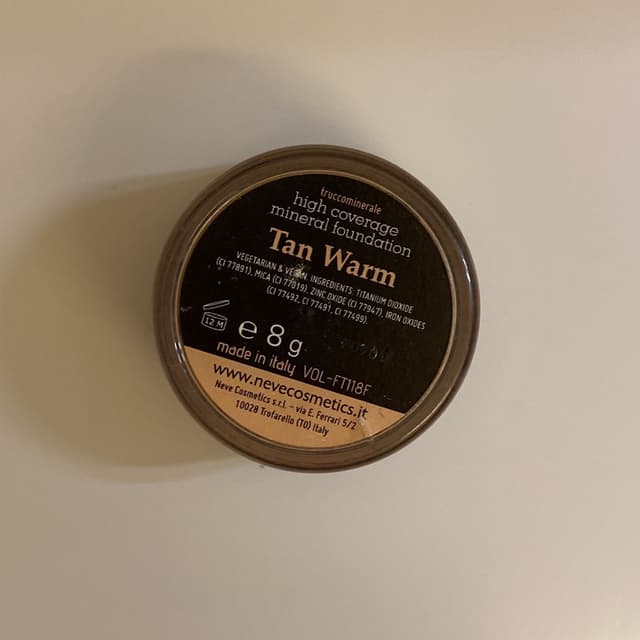 truccominerale
high coverage
mineral foundation
Tan Warm
VEGETARIAN & VEGAN. INGREDIENTS: TITANIUM DIOXIDE
(CI 77891), MICA (CI 77019), ZINC OXIDE (CI 77947), IRON OXIDES
(CI 77492, CI 77491, CI 77499).
12 M
e 8 g
made in italy VOL-FT118F
www.nevecosmetics.it
Neve Cosmetics s.r.l. - via E. Ferrari 5/2
10028 Trofarello (TO) Italy